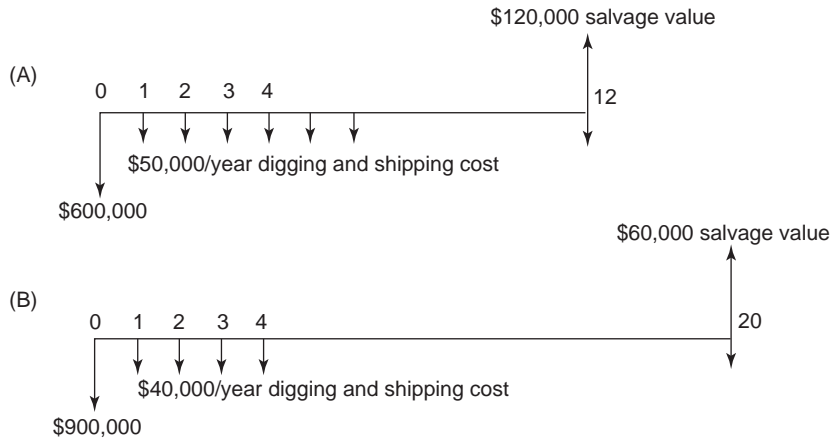 $120,000 salvage value
(A)
0 1 2 3 4
12
$50,000/year digging and shipping cost
$600,000
$60,000 salvage value
(B)
0 1 2 3 4
20
$40,000/year digging and shipping cost
$900,000